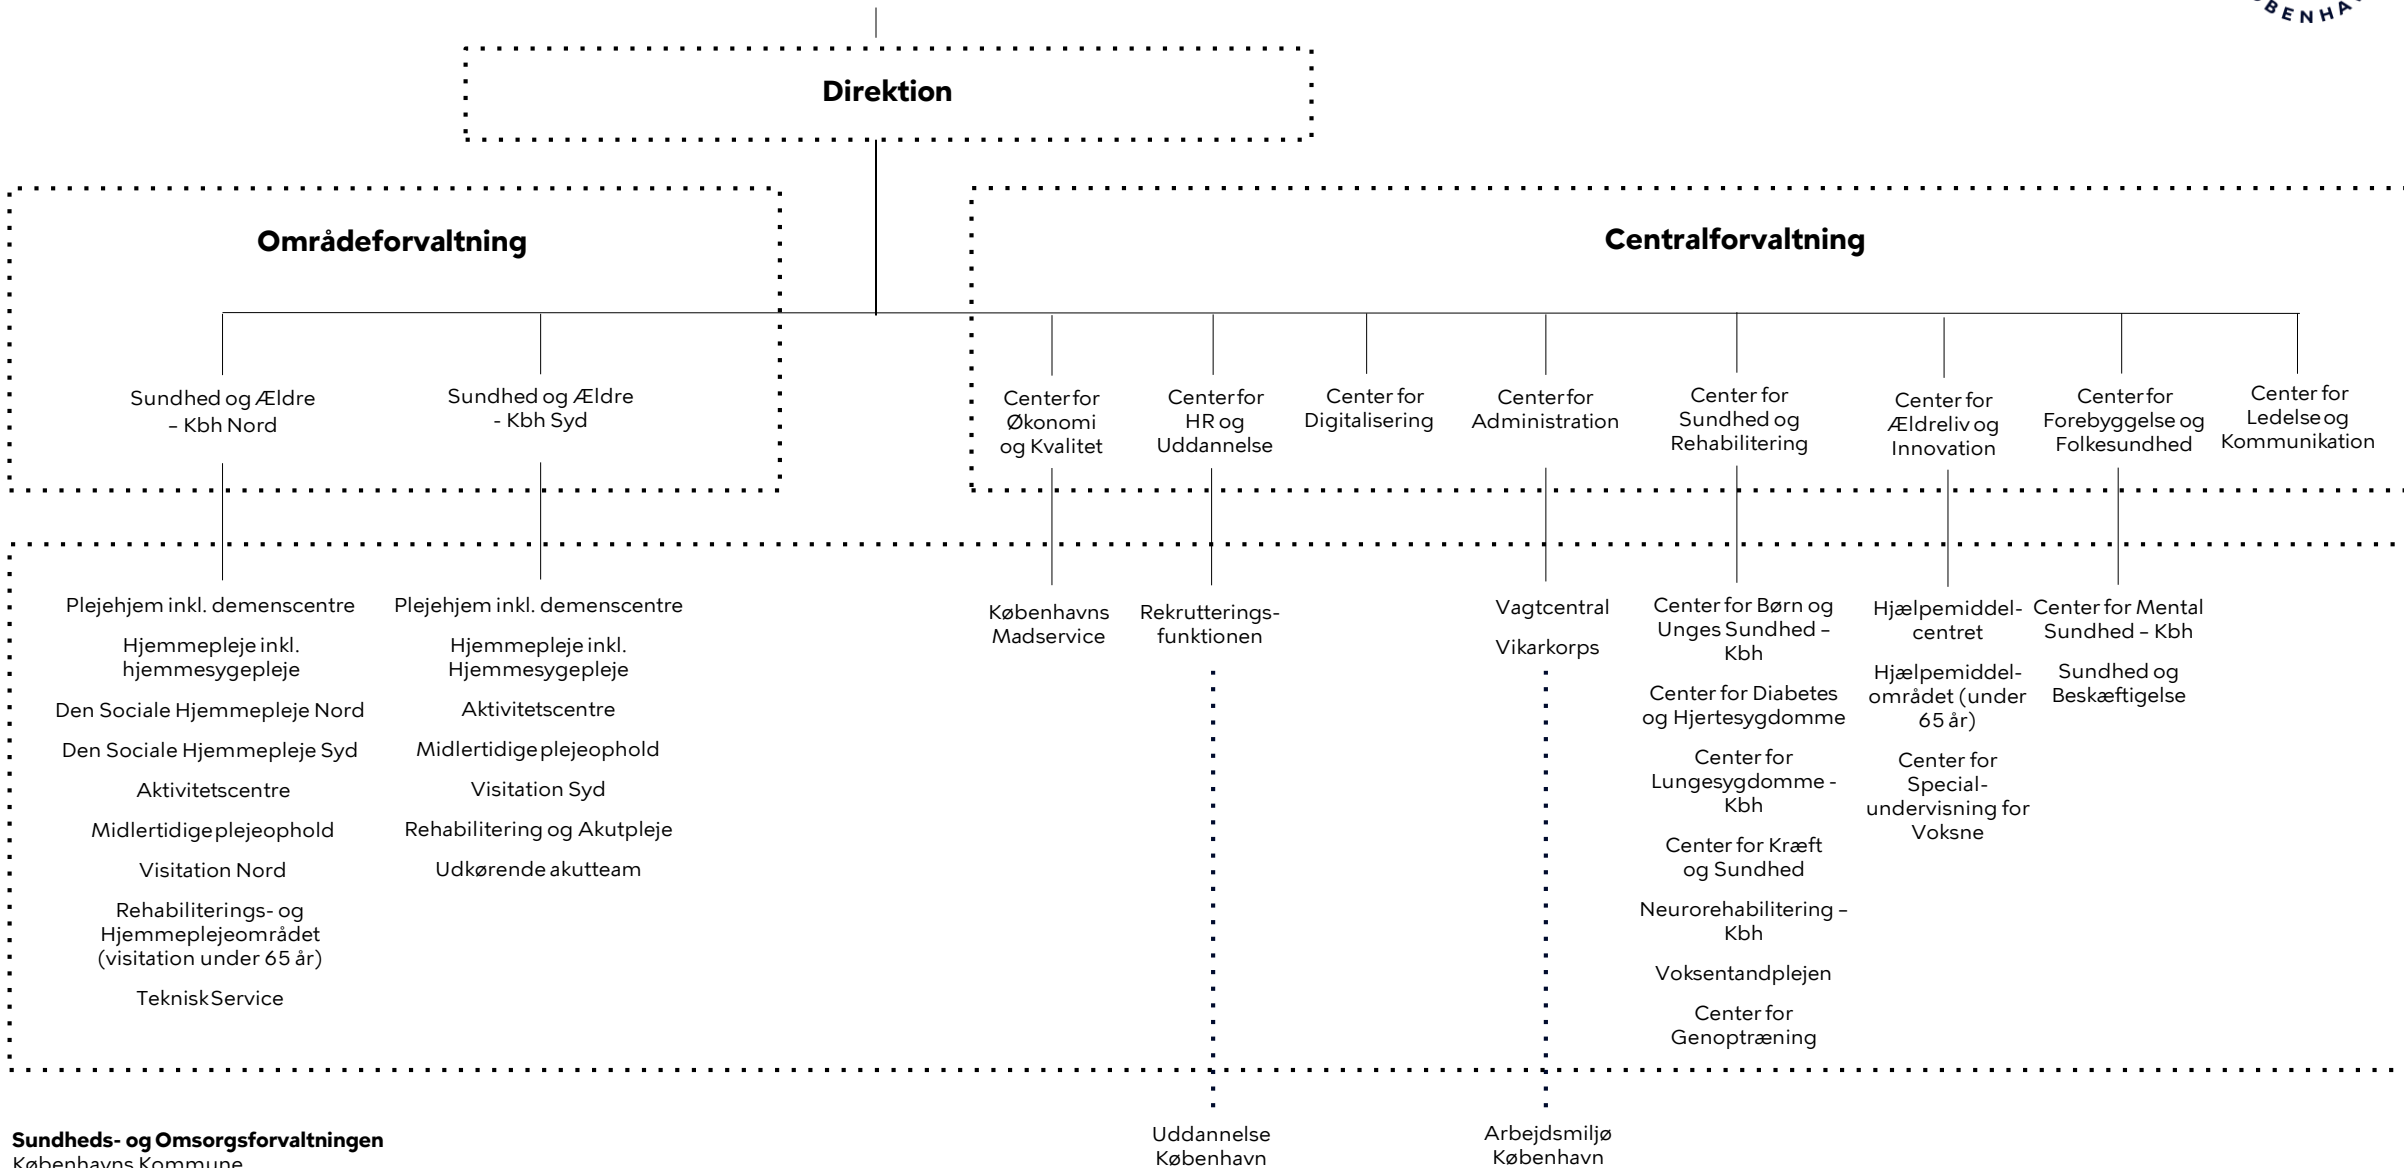 Direktion
Områdeforvaltning
Centralforvaltning
Sundhed og Ældre
– Kbh Nord
Sundhed og Ældre
- Kbh Syd
Center for
Økonomi
og Kvalitet
Center for
HR og
Uddannelse
Center for
Digitalisering
Center for
Administration
Center for
Sundhed og
Rehabilitering
Center for
Ældreliv og
Innovation
Center for
Forebyggelse og
Folkesundhed
Center for
Ledelse og
Kommunikation
Plejehjem inkl. demenscentre
Hjemmepleje inkl.
hjemmesygepleje
Den Sociale Hjemmepleje Nord
Den Sociale Hjemmepleje Syd
Aktivitetscentre
Midlertidige plejeophold
Visitation Nord
Rehabiliterings- og
Hjemmeplejeområdet
(visitation under 65 år)
Teknisk Service
Plejehjem inkl. demenscentre
Hjemmepleje inkl.
Hjemmesygepleje
Aktivitetscentre
Midlertidige plejeophold
Visitation Syd
Rehabilitering og Akutpleje
Udkørende akutteam
Københavns
Madservice
Rekrutterings-
funktionen
Vagtcentral
Vikarkorps
Center for Børn og
Unges Sundhed –
Kbh
Center for Diabetes
og Hjertesygdomme
Center for
Lungesygdomme -
Kbh
Center for Kræft
og Sundhed
Neurorehabilitering –
Kbh
Voksentandplejen
Center for
Genoptræning
Hjælpemiddel-
centret
Hjælpemiddel-
området (under
65 år)
Center for
Special-
undervisning for
Voksne
Center for Mental
Sundhed – Kbh
Sundhed og
Beskæftigelse
Uddannelse
København
Arbejdsmiljø
København
Sundheds- og Omsorgsforvaltningen
Københavns Kommune